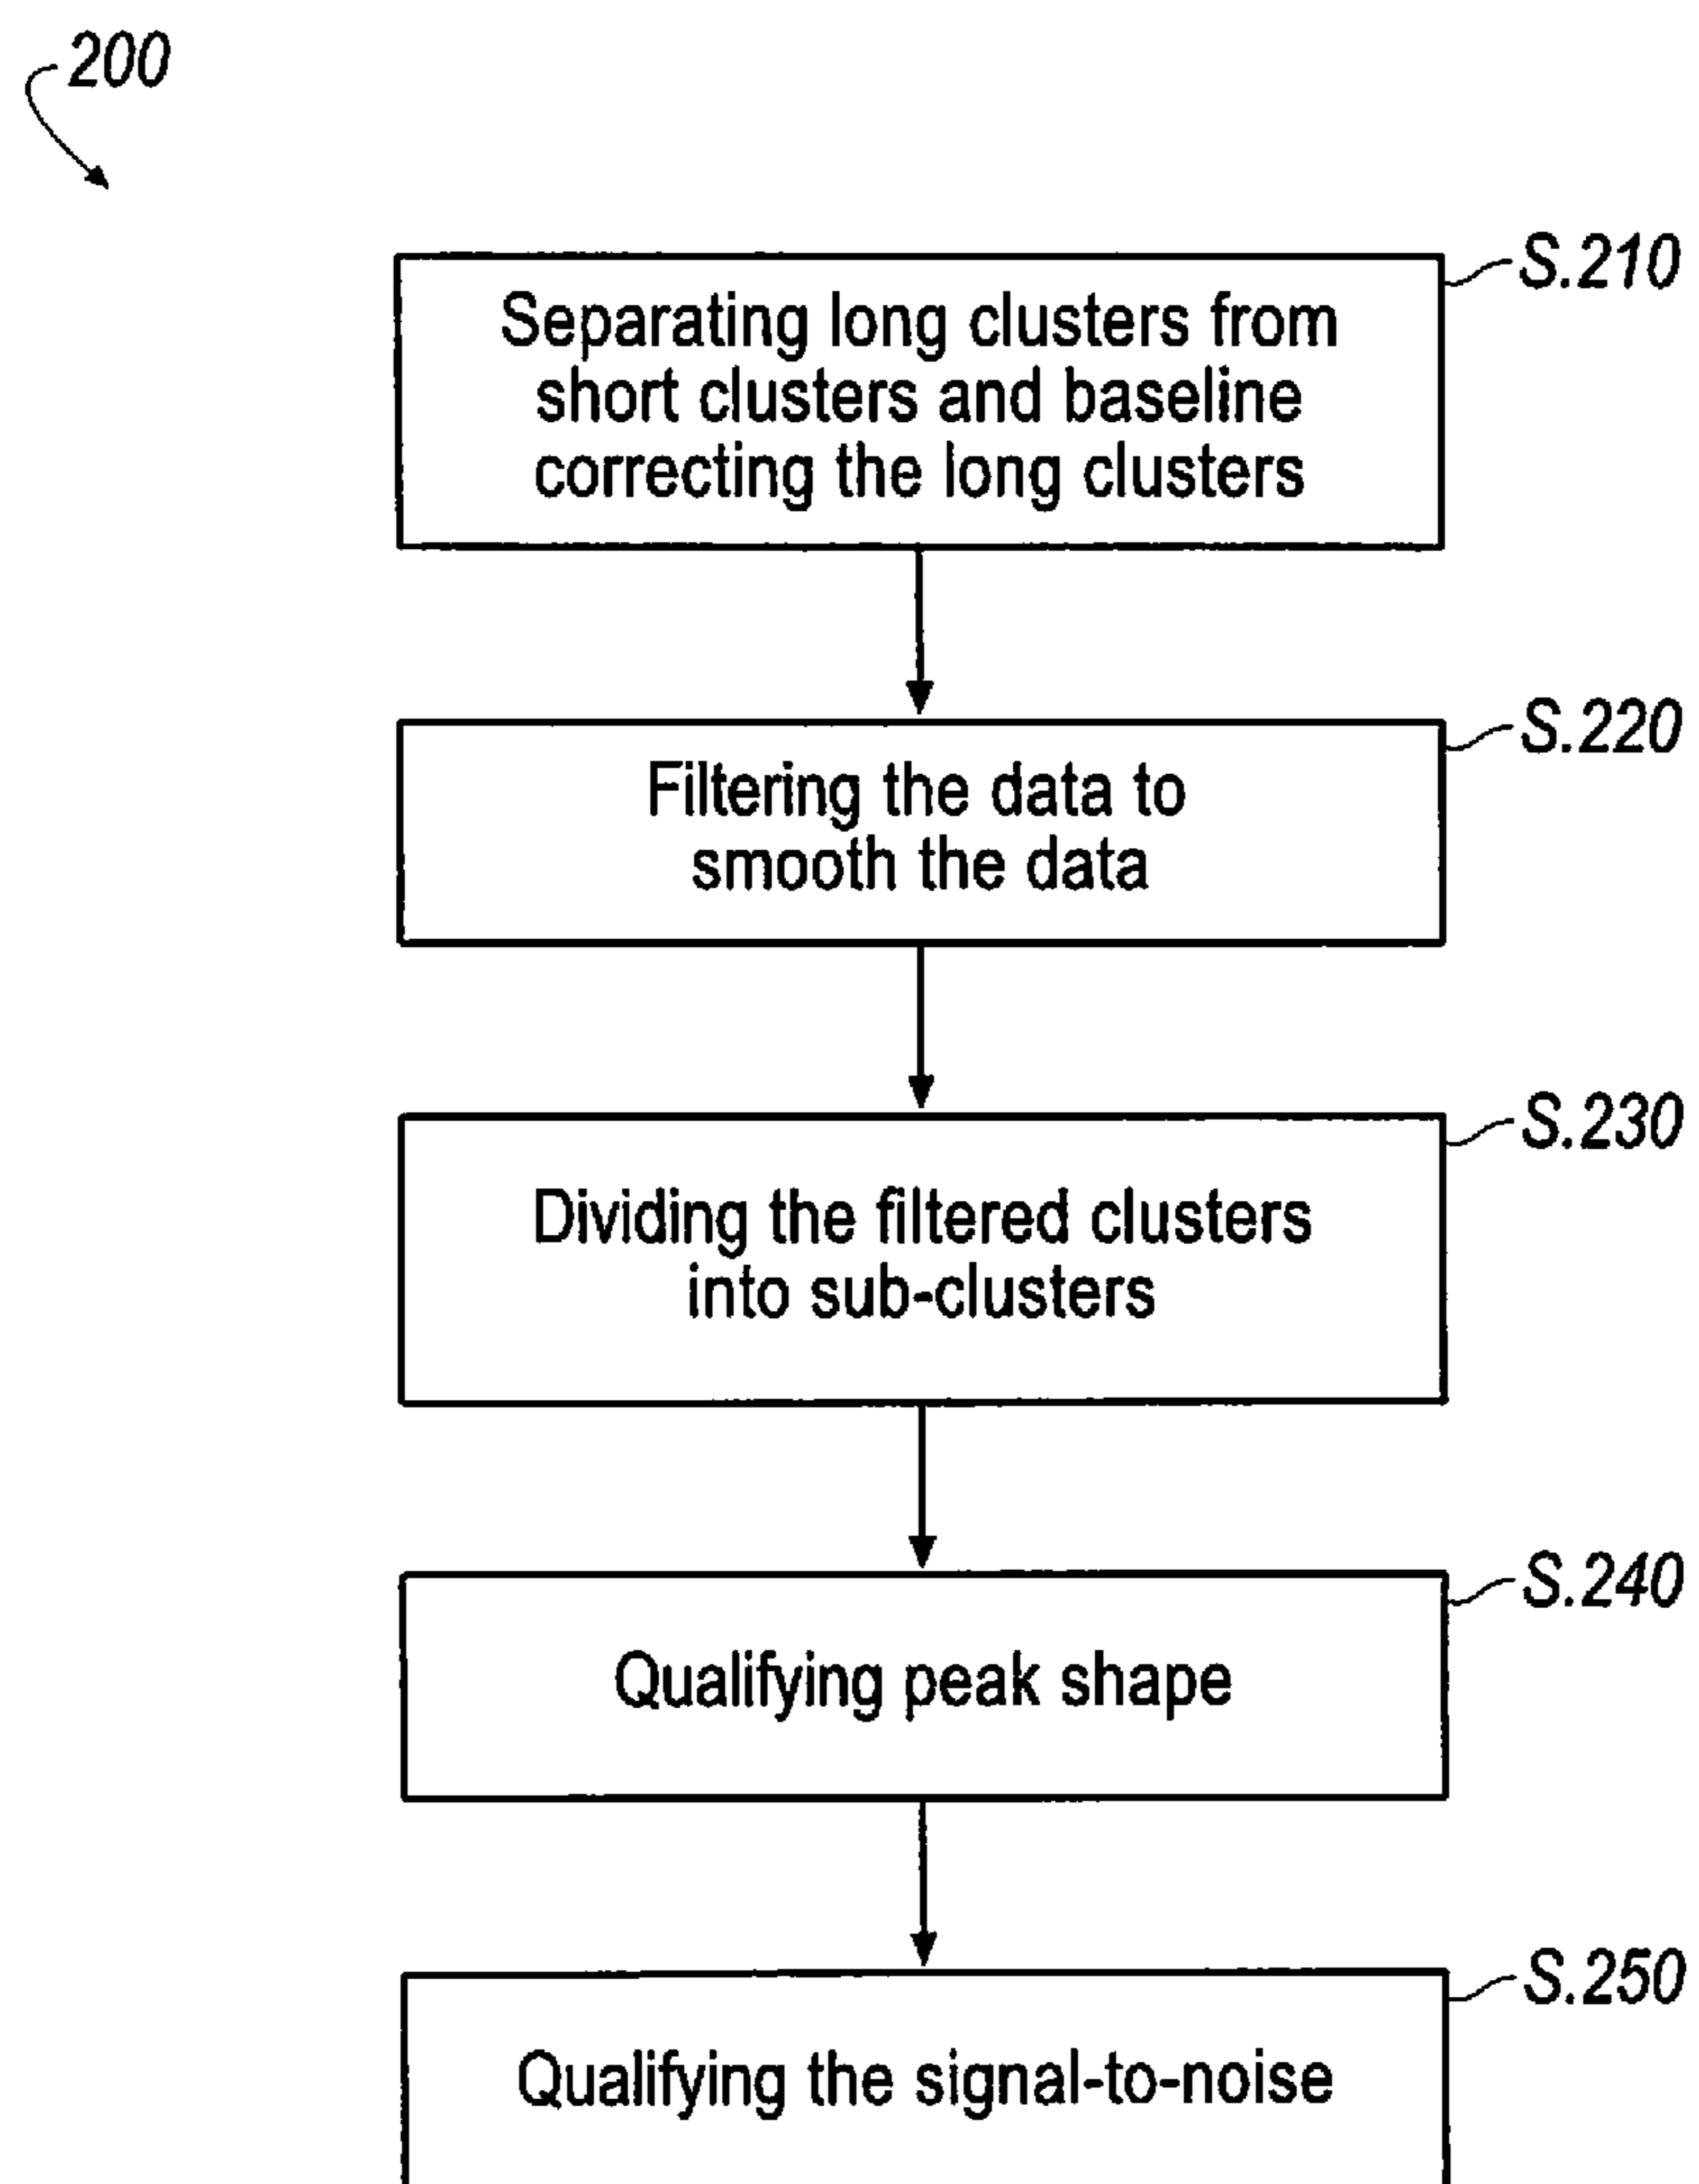 200
S.210
Separating long clusters from
short clusters and baseline
correcting the long clusters
S.220
Filtering the data to
smooth the data
S.230
Dividing the filtered clusters
into sub-clusters
S.240
Qualifying peak shape
S.250
Qualifying the signal-to-noise